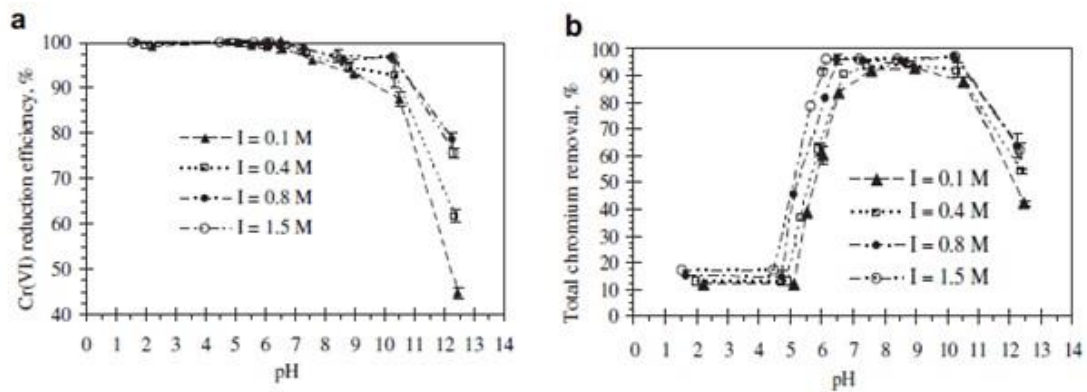 a
Cr(VI) reduction efficiency, %
100
90
80
70
60
50
40
I = 0.1 M
I = 0.4 M
I = 0.8 M
I = 1.5 M
0 1 2 3 4 5 6 7 8 9 10 11 12 13 14
pH
b
Total chromium removal, %
100
90
80
70
60
50
40
30
20
10
0
I = 0.1 M
I = 0.4 M
I = 0.8 M
I = 1.5 M
0 1 2 3 4 5 6 7 8 9 10 11 12 13 14
pH